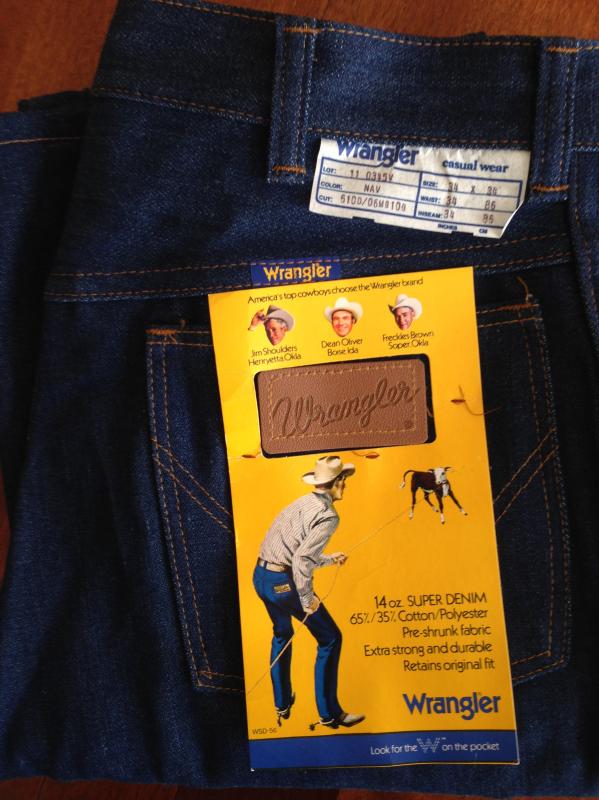 Wrangler casual wear
LOT: 11 0315V
COLOR: NAV SIZE: 34 X 34
CUT: 5100/06M0100 WAIST: 34 86
INSEAM: 34 86
INCHES CM
Wrangler
America's top cowboys choose the Wrangler brand
Jim Shoulders
Henryetta, Okla
Dean Oliver
Boise Ida
Freckles Brown
Soper, Okla
Wrangler®
14 oz. SUPER DENIM
65%/35% Cotton/Polyester
Pre-shrunk fabric
Extra strong and durable
Retains original fit
Wrangler
WSD-56
Look for the W on the pocket